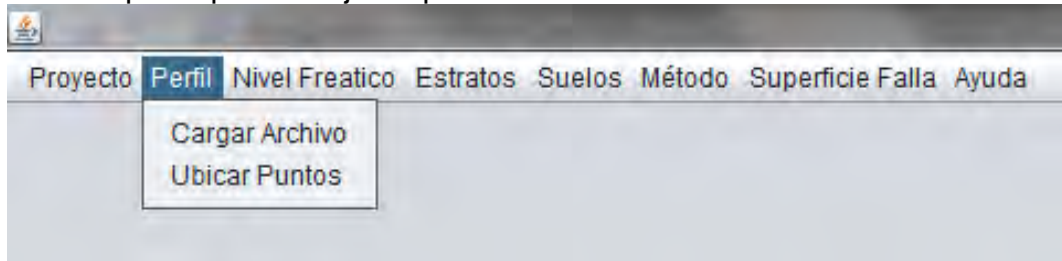 Proyecto Perfil Nivel Freatico Estratos Suelos Método Superficie Falla Ayuda
Cargar Archivo
Ubicar Puntos